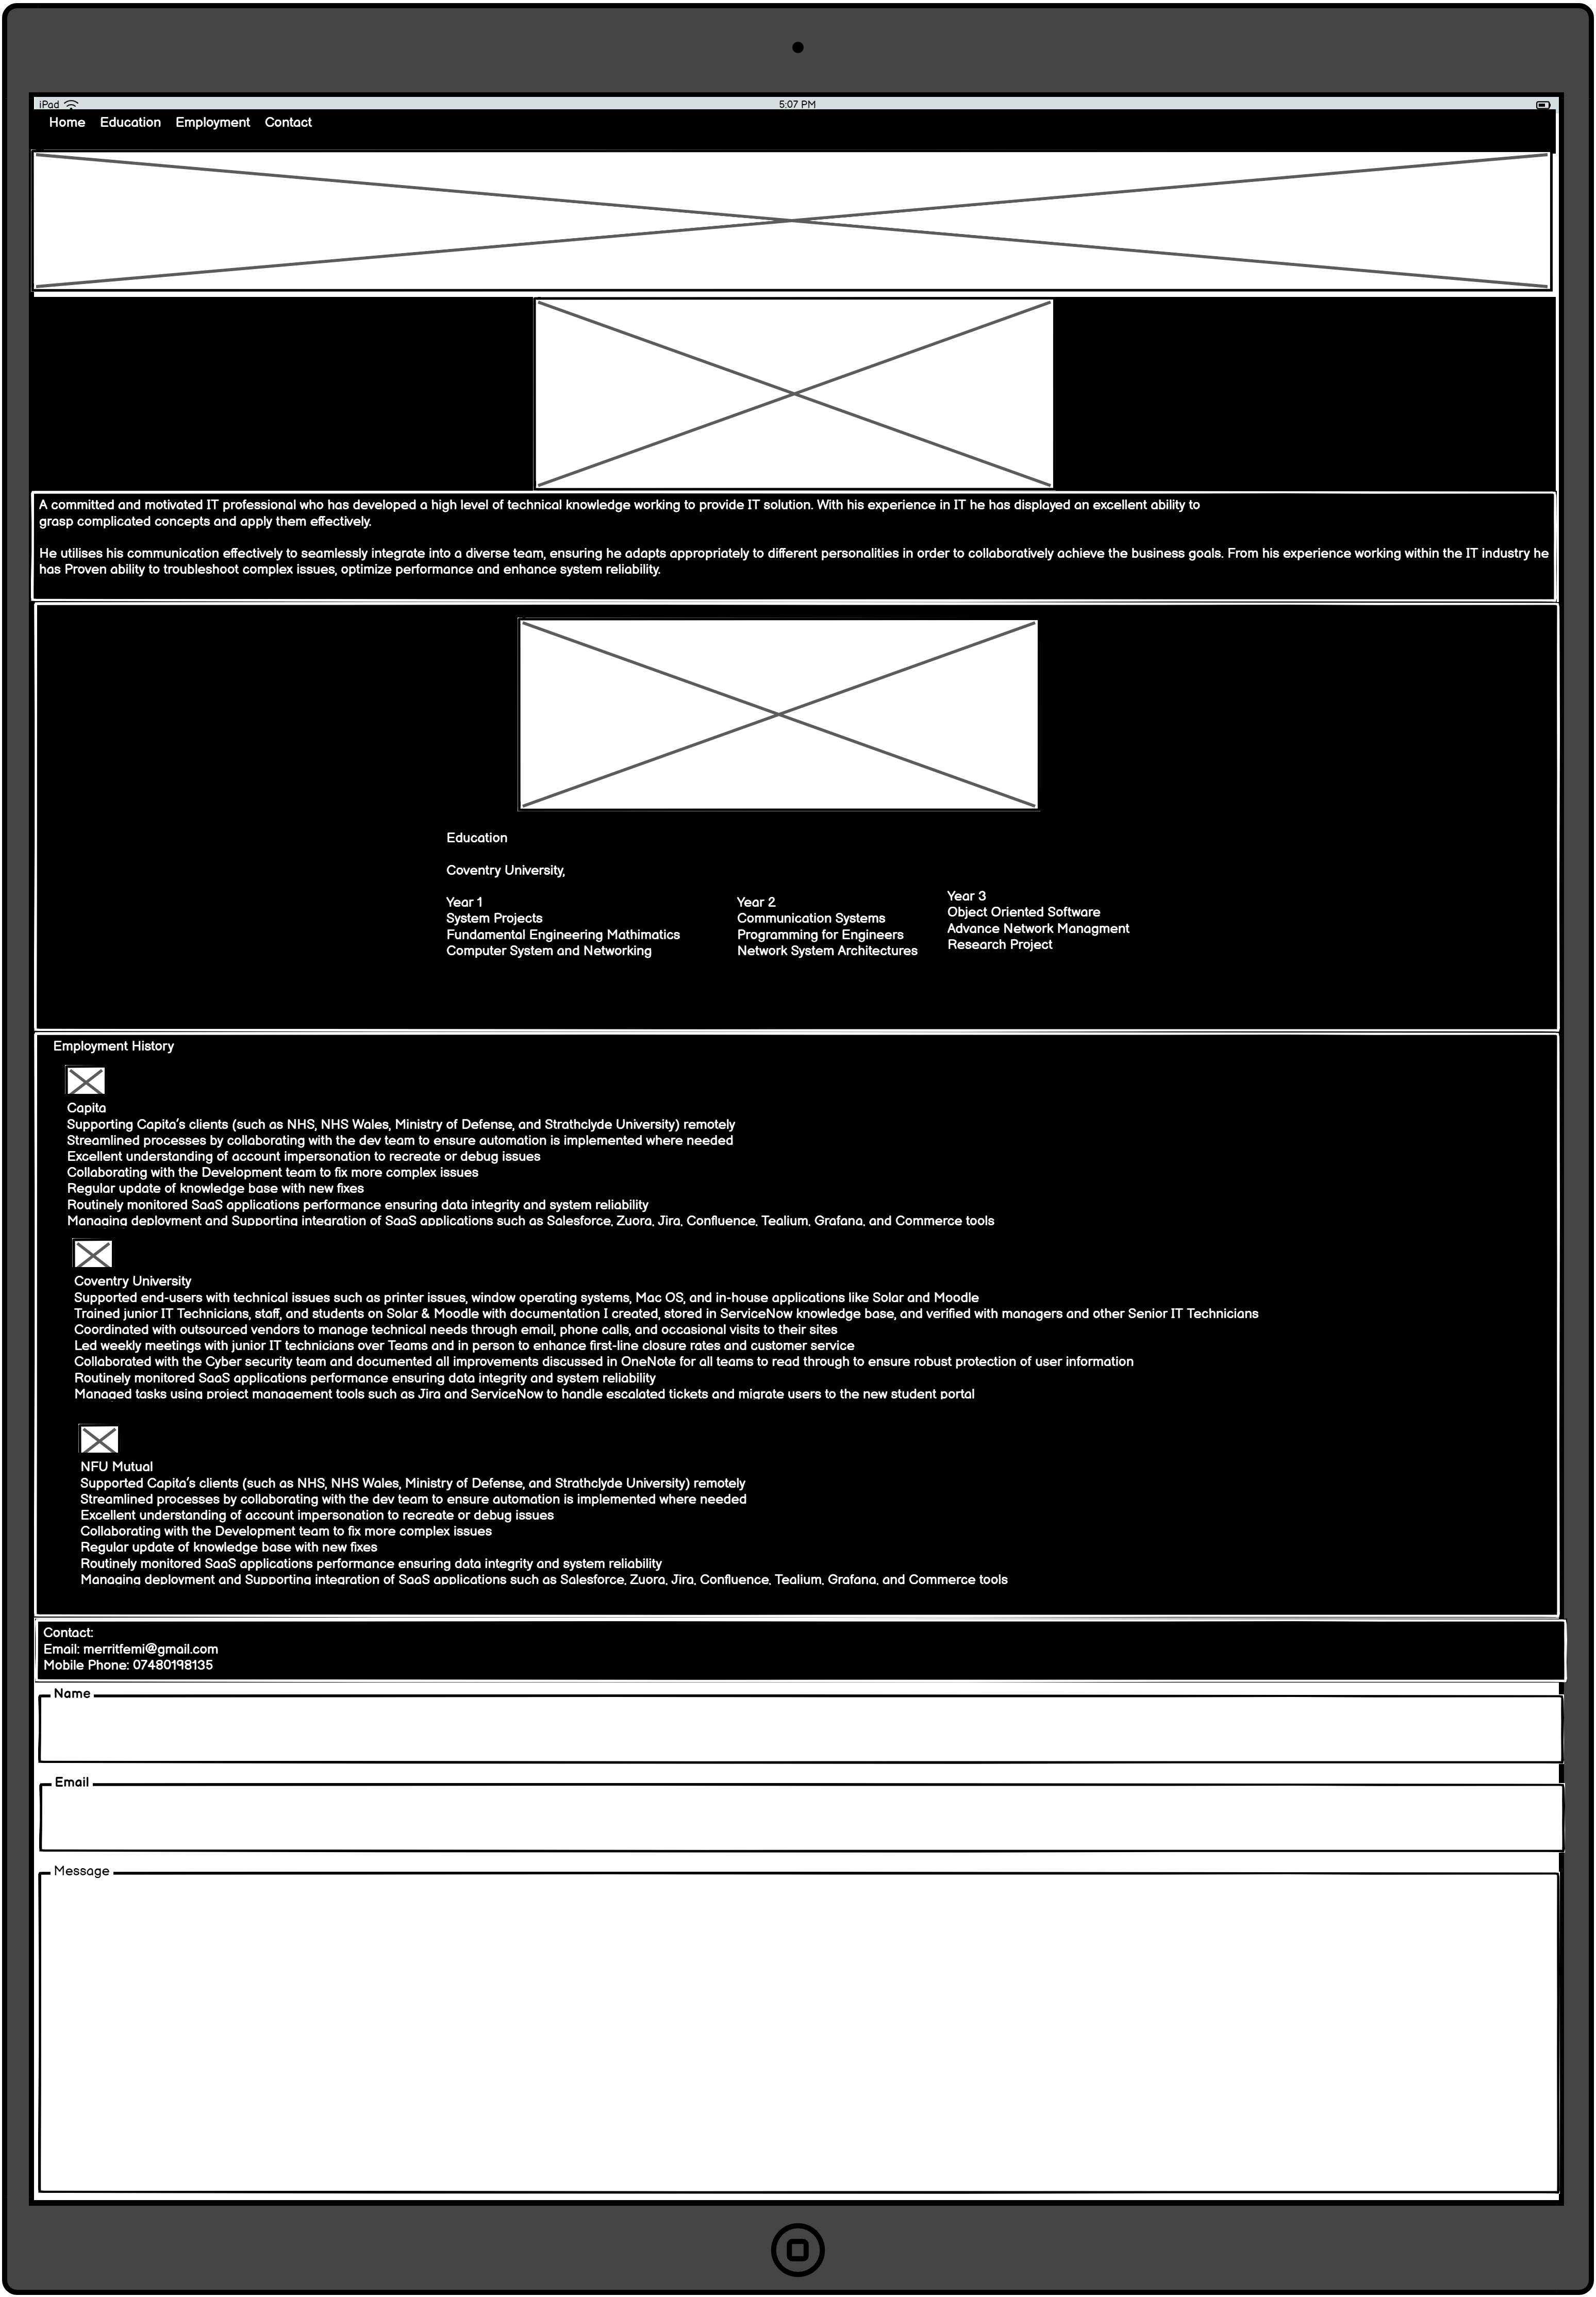 iPad
5:07 PM
Home Education Employment Contact
A committed and motivated IT professional who has developed a high level of technical knowledge working to provide IT solution. With his experience in IT he has displayed an excellent ability to
grasp complicated concepts and apply them effectively.
He utilises his communication effectively to seamlessly integrate into a diverse team, ensuring he adapts appropriately to different personalities in order to collaboratively achieve the business goals. From his experience working within the IT industry he
has Proven ability to troubleshoot complex issues, optimize performance and enhance system reliability.
Education
Coventry University,
Year 1
System Projects
Fundamental Engineering Mathimatics
Computer System and Networking
Year 2
Communication Systems
Programming for Engineers
Network System Architectures
Year 3
Object Oriented Software
Advance Network Managment
Research Project
Employment History
Capita
Supporting Capita's clients (such as NHS, NHS Wales, Ministry of Defense, and Strathclyde University) remotely
Streamlined processes by collaborating with the dev team to ensure automation is implemented where needed
Excellent understanding of account impersonation to recreate or debug issues
Collaborating with the Development team to fix more complex issues
Regular update of knowledge base with new fixes
Routinely monitored SaaS applications performance ensuring data integrity and system reliability
Managing deployment and Supporting integration of SaaS applications such as Salesforce, Zuora, Jira, Confluence, Tealium, Grafana, and Commerce tools
Coventry University
Supported end-users with technical issues such as printer issues, window operating systems, Mac OS, and in-house applications like Solar and Moodle
Trained junior IT Technicians, staff, and students on Solar & Moodle with documentation I created, stored in ServiceNow knowledge base, and verified with managers and other Senior IT Technicians
Coordinated with outsourced vendors to manage technical needs through email, phone calls, and occasional visits to their sites
Led weekly meetings with junior IT technicians over Teams and in person to enhance first-line closure rates and customer service
Collaborated with the Cyber security team and documented all improvements discussed in OneNote for all teams to read through to ensure robust protection of user information
Routinely monitored SaaS applications performance ensuring data integrity and system reliability
Managed tasks using project management tools such as Jira and ServiceNow to handle escalated tickets and migrate users to the new student portal
NFU Mutual
Supported Capita's clients (such as NHS, NHS Wales, Ministry of Defense, and Strathclyde University) remotely
Streamlined processes by collaborating with the dev team to ensure automation is implemented where needed
Excellent understanding of account impersonation to recreate or debug issues
Collaborating with the Development team to fix more complex issues
Regular update of knowledge base with new fixes
Routinely monitored SaaS applications performance ensuring data integrity and system reliability
Managing deployment and Supporting integration of SaaS applications such as Salesforce, Zuora, Jira, Confluence, Tealium, Grafana, and Commerce tools
Contact:
Email: merritfemi@gmail.com
Mobile Phone: 07480198135
Name
Email
Message